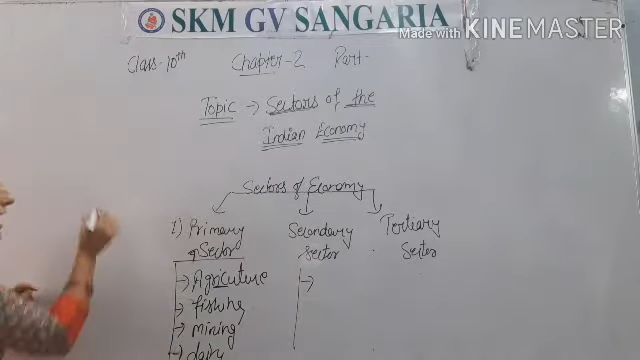 SKM GV SANGARIA
Made with KINEMASTER
Class-10th Chapter-2 Part-
Topic → Sectors of the
Indian Economy
Sectors of Economy
1) Primary Sector
Secondary Sector
Tertiary Sector
→ Agricuture
→ fishing
→ mining
→ dairy
→